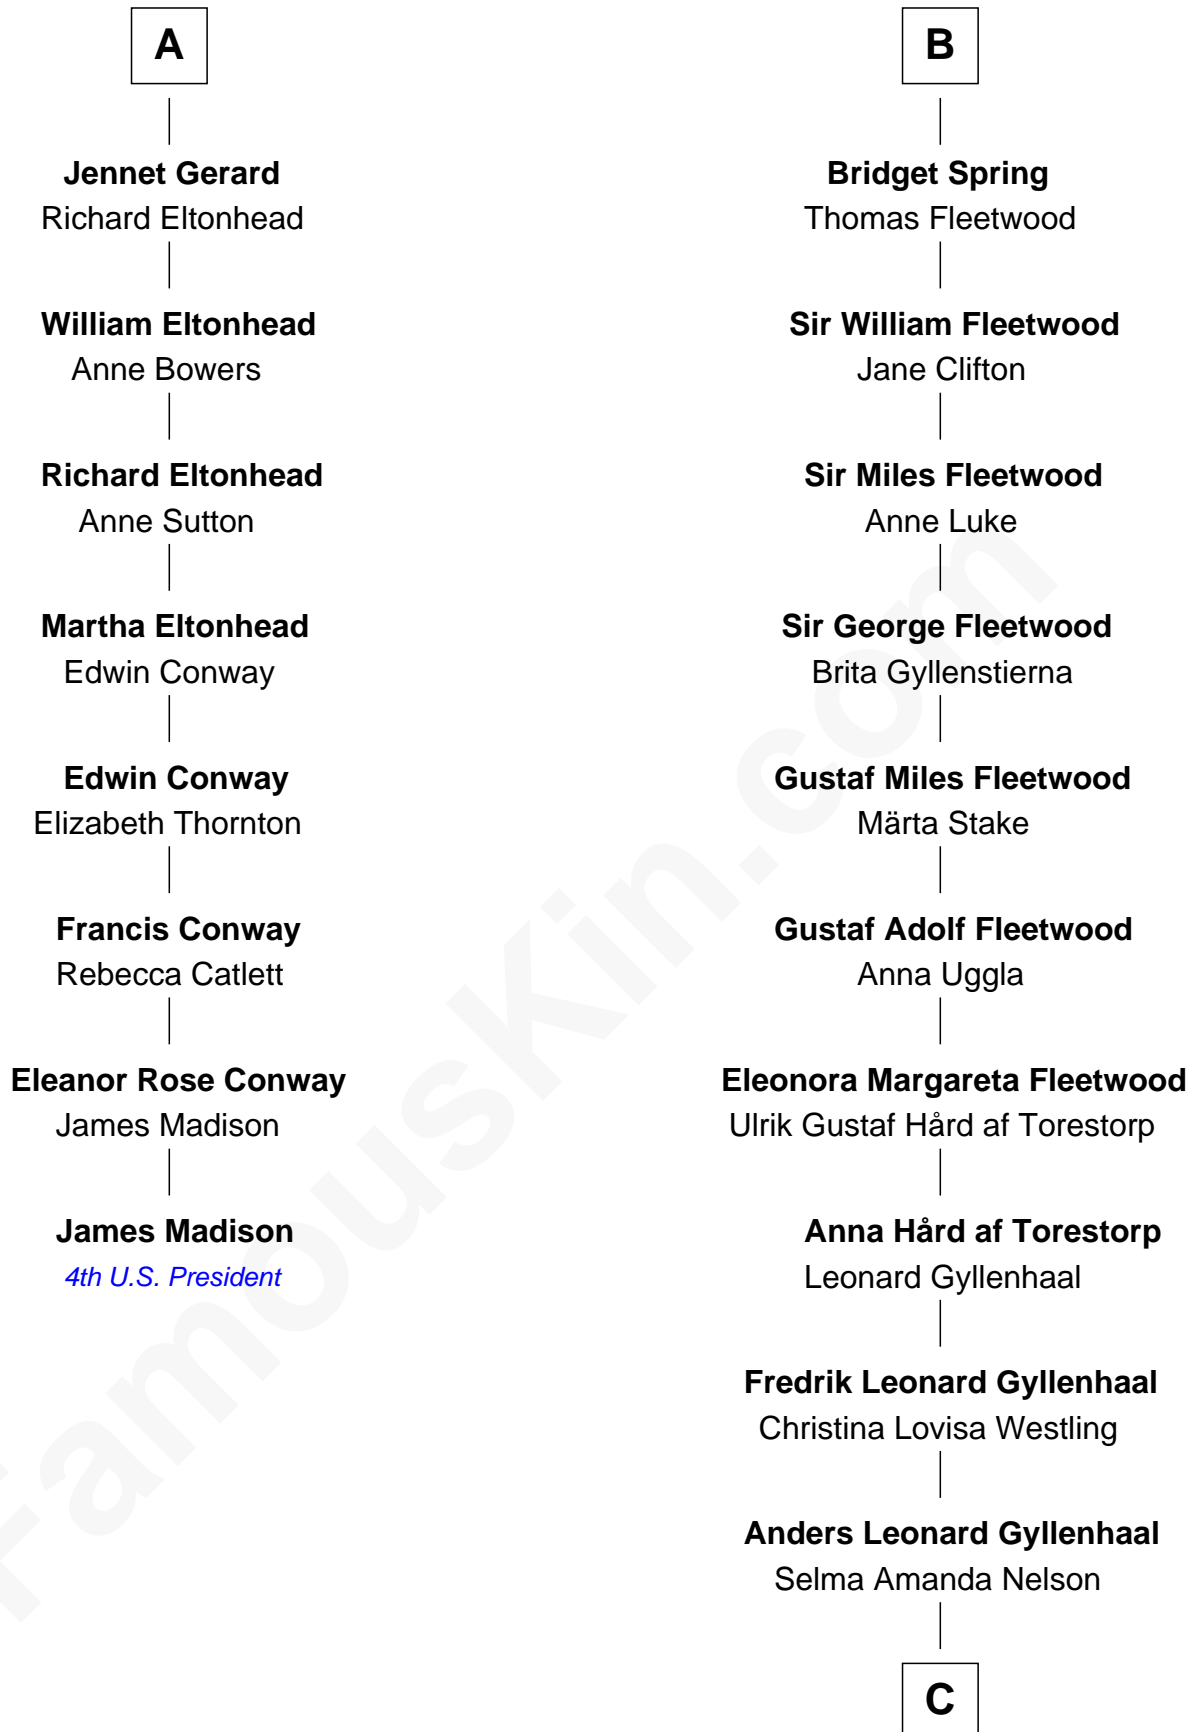 A
Jennet Gerard
Richard Eltonhead
William Eltonhead
Anne Bowers
Richard Eltonhead
Anne Sutton
Martha Eltonhead
Edwin Conway
Edwin Conway
Elizabeth Thornton
Francis Conway
Rebecca Catlett
Eleanor Rose Conway
James Madison
James Madison
4th U.S. President
B
Bridget Spring
Thomas Fleetwood
Sir William Fleetwood
Jane Clifton
Sir Miles Fleetwood
Anne Luke
Sir George Fleetwood
Brita Gyllenstierna
Gustaf Miles Fleetwood
Märta Stake
Gustaf Adolf Fleetwood
Anna Uggla
Eleonora Margareta Fleetwood
Ulrik Gustaf Hård af Torestorp
Anna Hård af Torestorp
Leonard Gyllenhaal
Fredrik Leonard Gyllenhaal
Christina Lovisa Westling
Anders Leonard Gyllenhaal
Selma Amanda Nelson
C
FamousKin.com